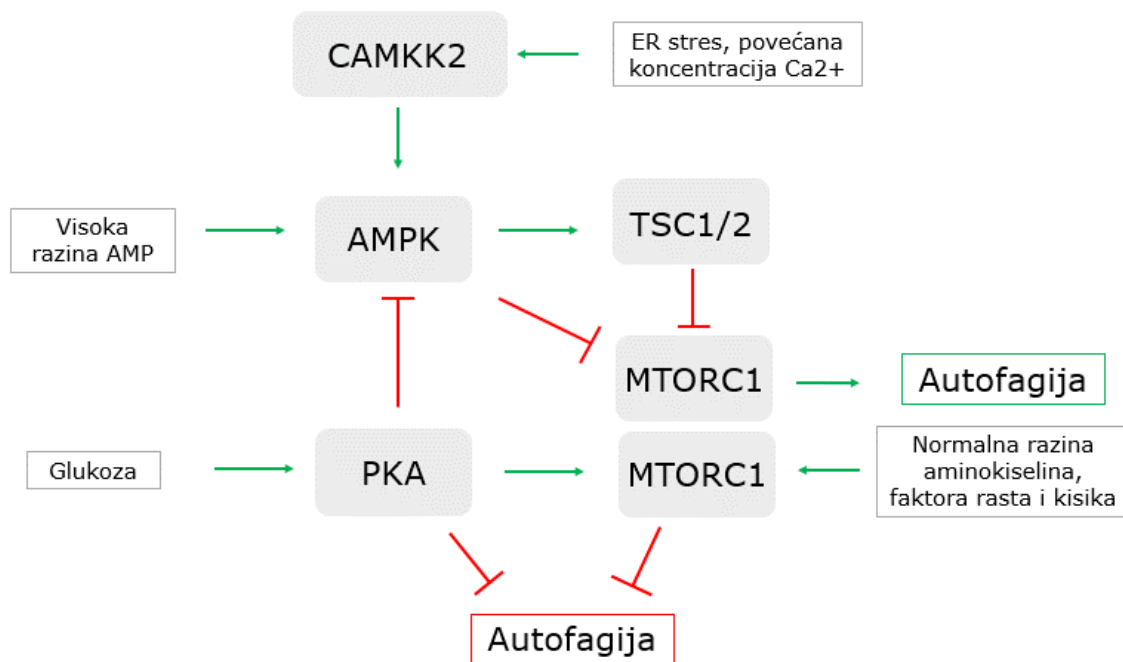 CAMKK2
ER stres, povećana
koncentracija Ca2+
Visoka
razina AMP
AMPK
TSC1/2
MTORC1
Autofagija
Glukoza
PKA
MTORC1
Normalna razina
aminokiselina,
faktora rasta i kisika
Autofagija